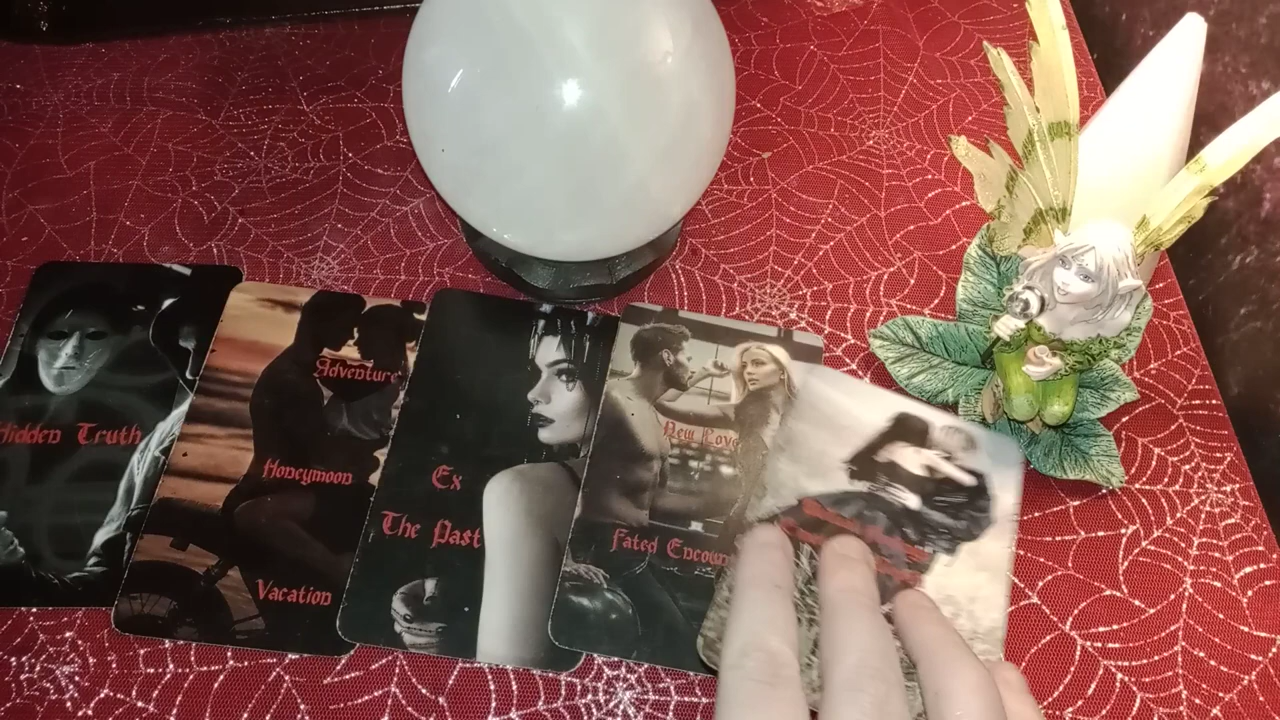 Hidden Truth
Adventure
Honeymoon
Vacation
Ex
The Past
New Love
Fated Encoun